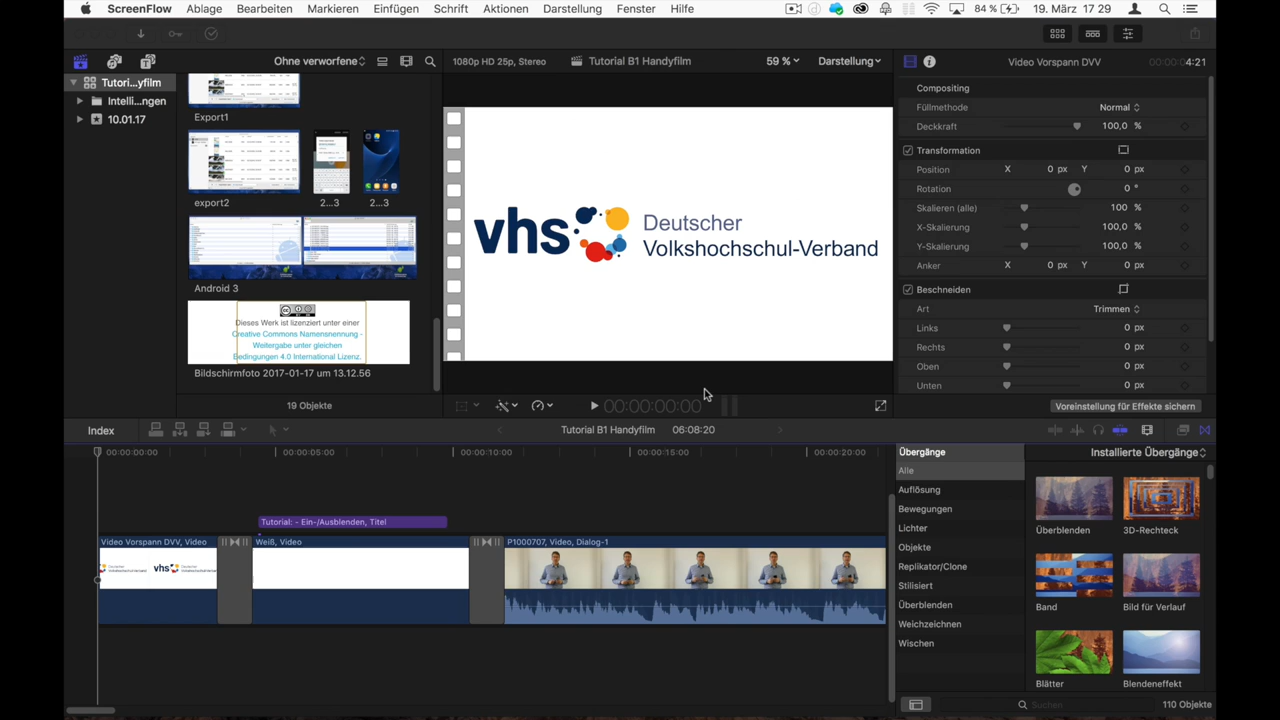 ScreenFlow Ablage Bearbeiten Markieren Einfügen Schrift Aktionen Darstellung Fenster Hilfe 84 % 19. März 17 29
Ohne verworfene 1080p HD 25p, Stereo Tutorial B1 Handyfilm 59 % Darstellung Video Vorspann DVV 4:21
Tutori...yfilm
Intelli...ngen
10.01.17
Export1
export2 2...3 2...3
Android 3
Dieses Werk ist lizenziert unter einer
Creative Commons Namensnennung -
Weitergabe unter gleichen
Bedingungen 4.0 International Lizenz.
Bildschirmfoto 2017-01-17 um 13.12.56
19 Objekte
vhs Deutscher
Volkshochschul-Verband
00:00:00:00
Compositing
Füllmethode Normal
Deckkraft 100,0 %
Transformation
Position X 0 px Y 0 px
Rotation 0 °
Skalieren (alle) 100 %
X-Skalierung 100,0 %
Y-Skalierung 100,0 %
Anker X 0 px Y 0 px
Beschneiden
Art Trimmen
Links 0 px
Rechts 0 px
Oben 0 px
Unten 0 px
Voreinstellung für Effekte sichern
Index Tutorial B1 Handyfilm 06:08:20
00:00:00:00 00:00:05:00 00:00:10:00 00:00:15:00 00:00:20:00
Tutorial: - Ein-/Ausblenden, Titel
Video Vorspann DVV, Video Weiß, Video P1000707, Video, Dialog-1
Übergänge Installierte Übergänge
Alle
Auflösung
Bewegungen
Lichter
Objekte
Replikator/Clone
Stilisiert
Überblenden
Weichzeichnen
Wischen
Überblenden 3D-Rechteck
Band Bild für Verlauf
Blätter Blendeneffekt
Suchen 110 Objekte